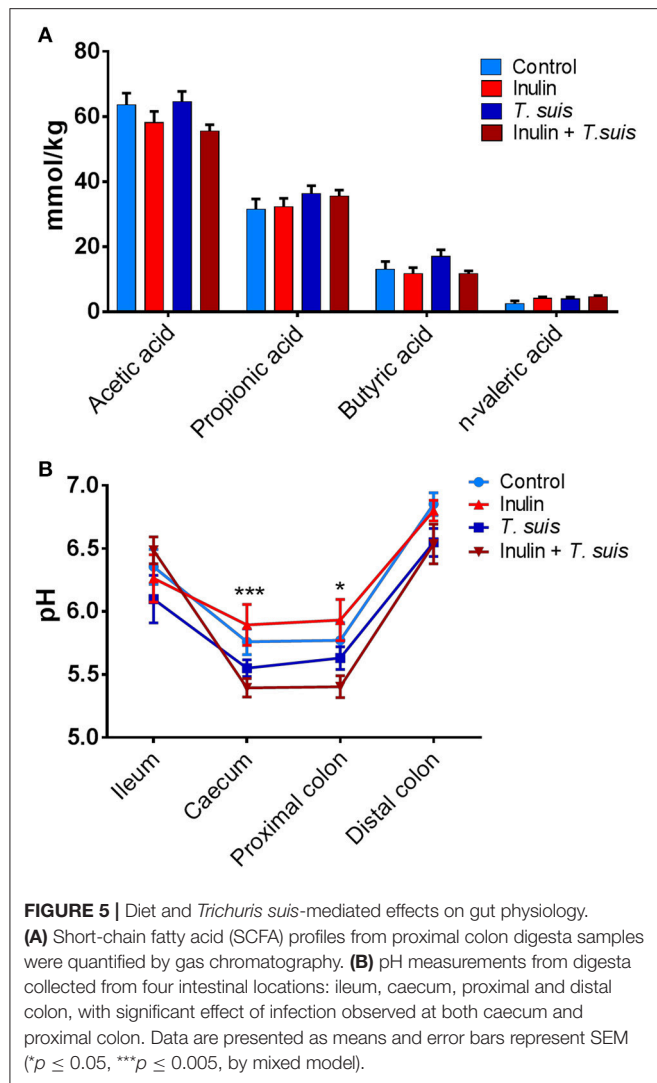 A
80
60
40
20
0
mmol/kg
Control
Inulin
T. suis
Inulin + T.suis
Acetic acid
Propionic acid
Butyric acid
n-valeric acid
B
7.0
6.5
6.0
5.5
5.0
pH
***
*
Control
Inulin
T. suis
Inulin + T. suis
Ileum
Caecum
Proximal colon
Distal colon
FIGURE 5 | Diet and Trichuris suis-mediated effects on gut physiology.
(A) Short-chain fatty acid (SCFA) profiles from proximal colon digesta samples
were quantified by gas chromatography. (B) pH measurements from digesta
collected from four intestinal locations: ileum, caecum, proximal and distal
colon, with significant effect of infection observed at both caecum and
proximal colon. Data are presented as means and error bars represent SEM
(*p ≤ 0.05, ***p ≤ 0.005, by mixed model).